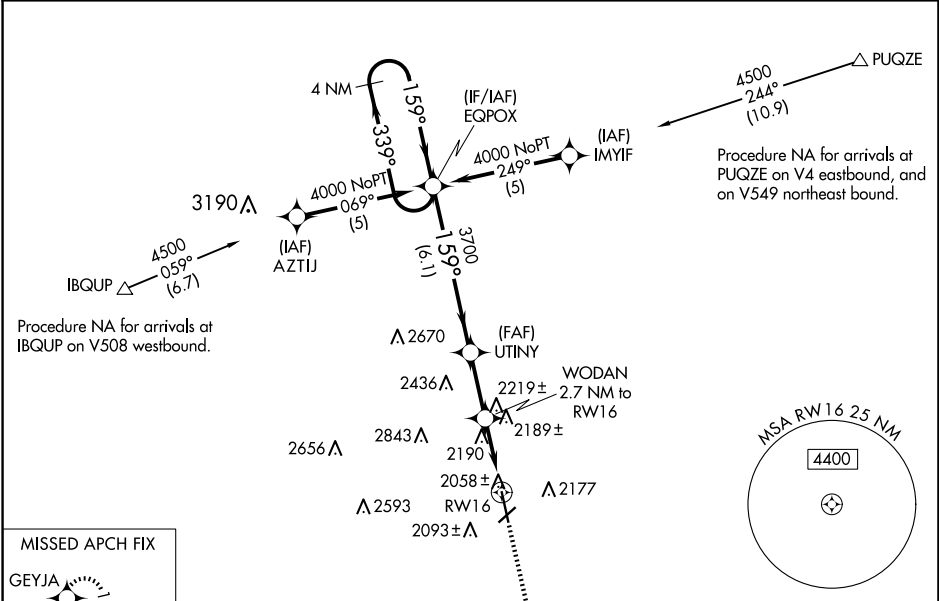 PUQZE
4500
244°
(10.9)
4 NM
159°
339°
(IF/IAF)
EQPOX
4000 NoPT
249°
(5)
(IAF)
IMYIF
Procedure NA for arrivals at
PUQZE on V4 eastbound, and
on V549 northeast bound.
3190
4000 NoPT
069°
(5)
(IAF)
AZTIJ
4500
059°
(6.7)
IBQUP
3700
159°
(6.1)
Procedure NA for arrivals at
IBQUP on V508 westbound.
2670
(FAF)
UTINY
2436
2219±
WODAN
2.7 NM to
RW16
2189±
2843
2656
2190
2058±
RW16
2177
2593
2093±
MSA RW16 25 NM
4400
MISSED APCH FIX
GEYJA